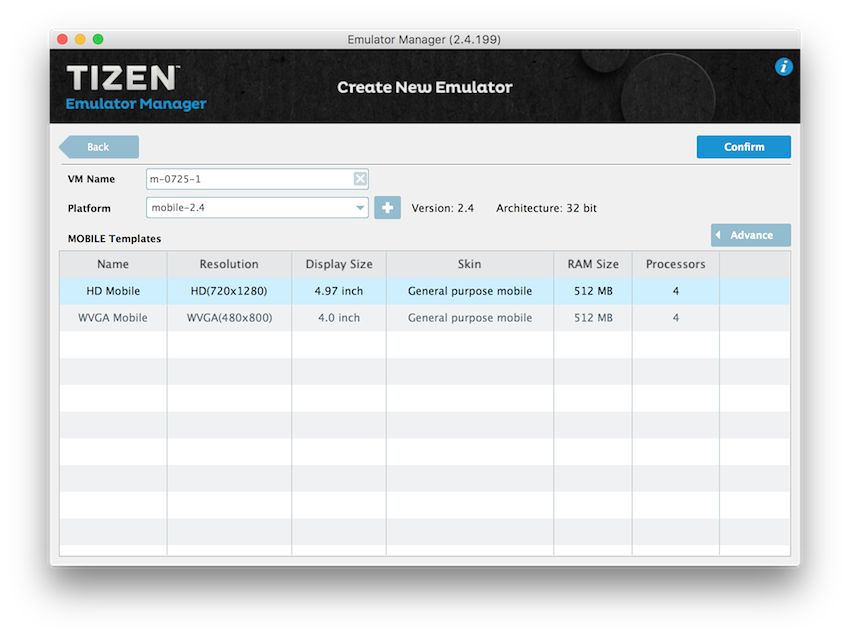 Emulator Manager (2.4.199)
TIZEN™
Emulator Manager
Create New Emulator
i
Back
Confirm
VM Name m-0725-1
Platform mobile-2.4 Version: 2.4 Architecture: 32 bit
MOBILE Templates Advance
Name Resolution Display Size Skin RAM Size Processors
HD Mobile HD(720x1280) 4.97 inch General purpose mobile 512 MB 4
WVGA Mobile WVGA(480x800) 4.0 inch General purpose mobile 512 MB 4